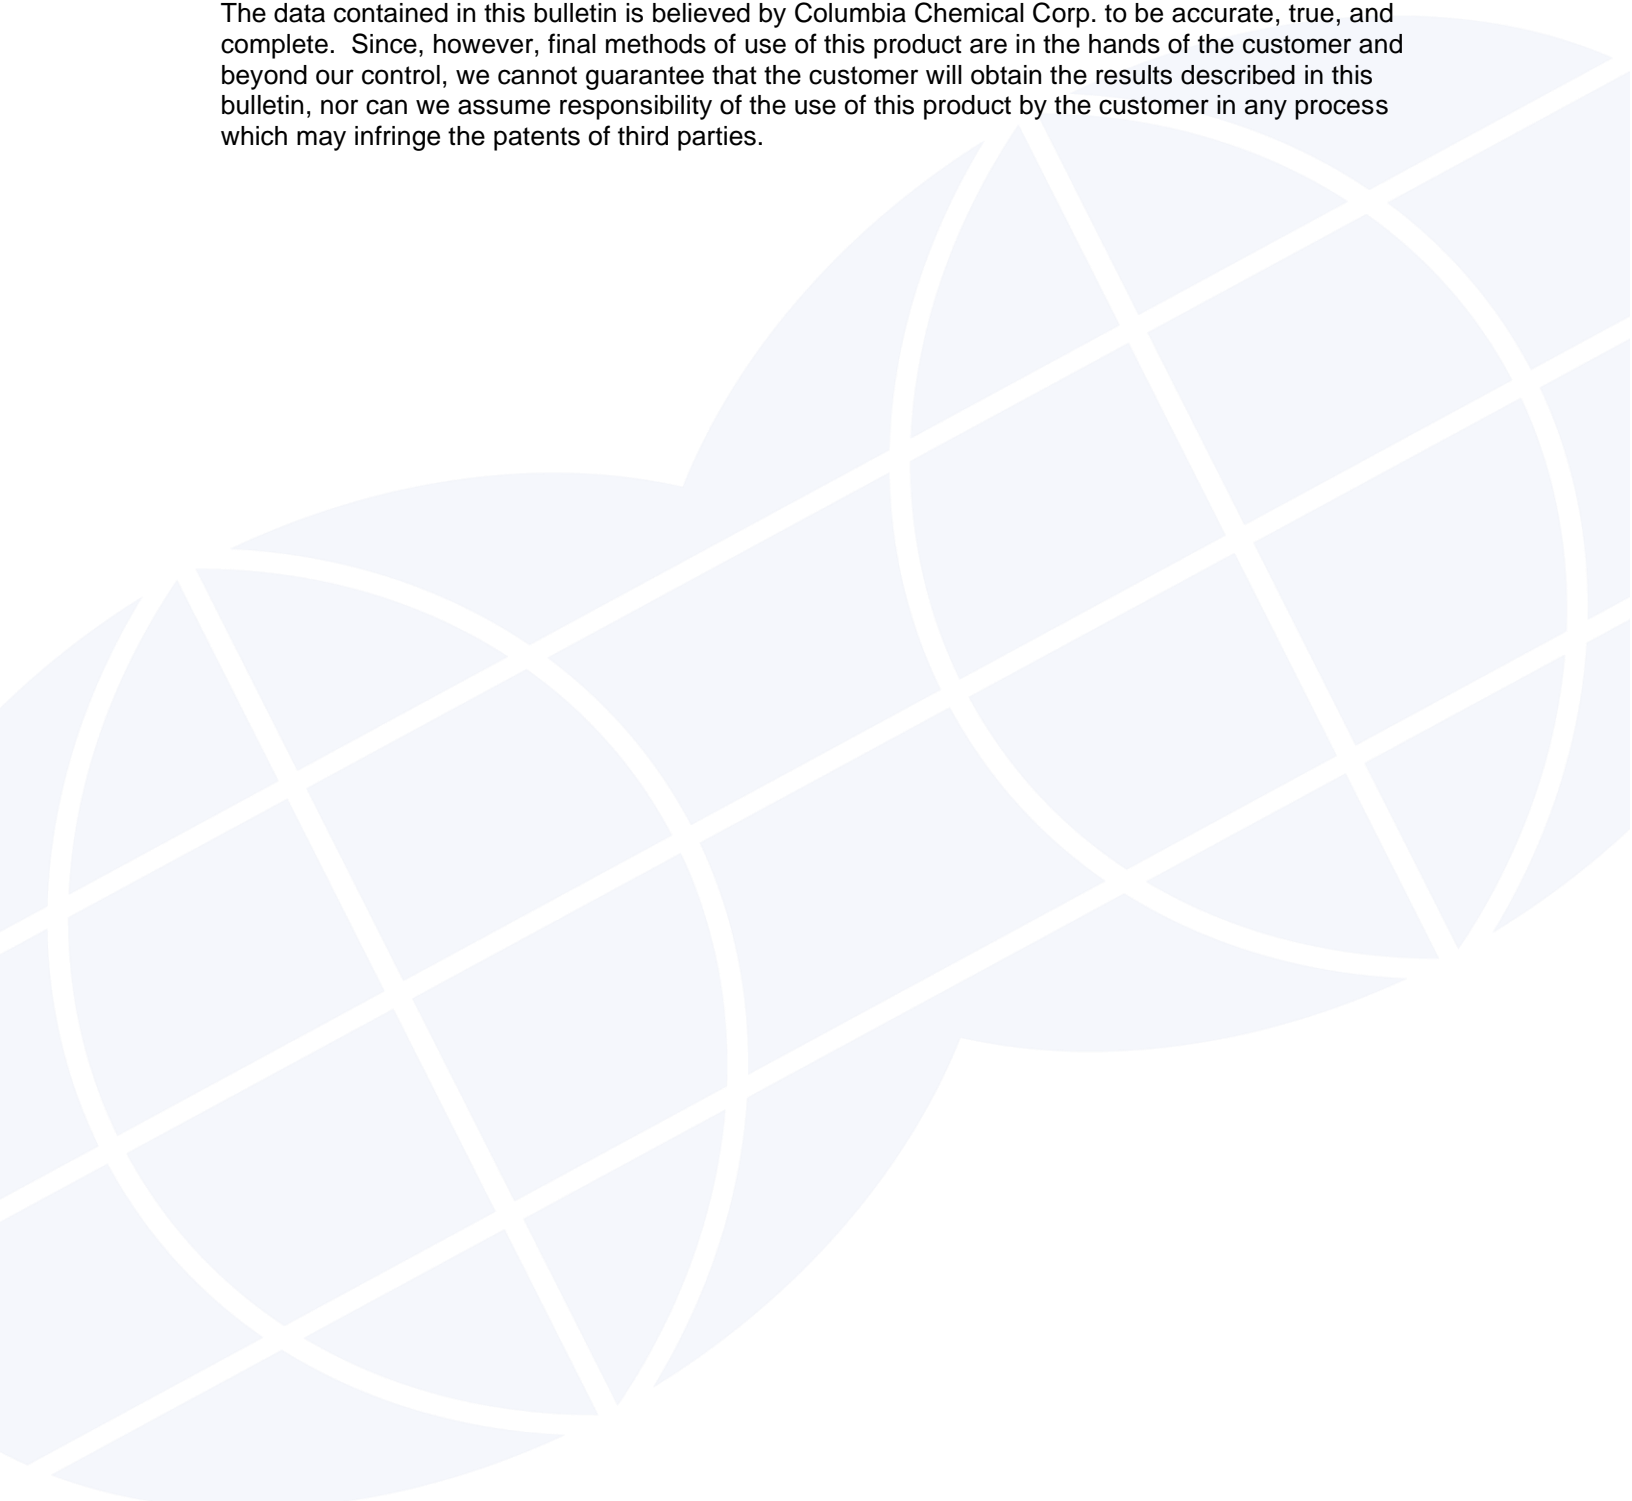 The data contained in this bulletin is believed by Columbia Chemical Corp. to be accurate, true, and
complete.  Since, however, final methods of use of this product are in the hands of the customer and
beyond our control, we cannot guarantee that the customer will obtain the results described in this
bulletin, nor can we assume responsibility of the use of this product by the customer in any process
which may infringe the patents of third parties.